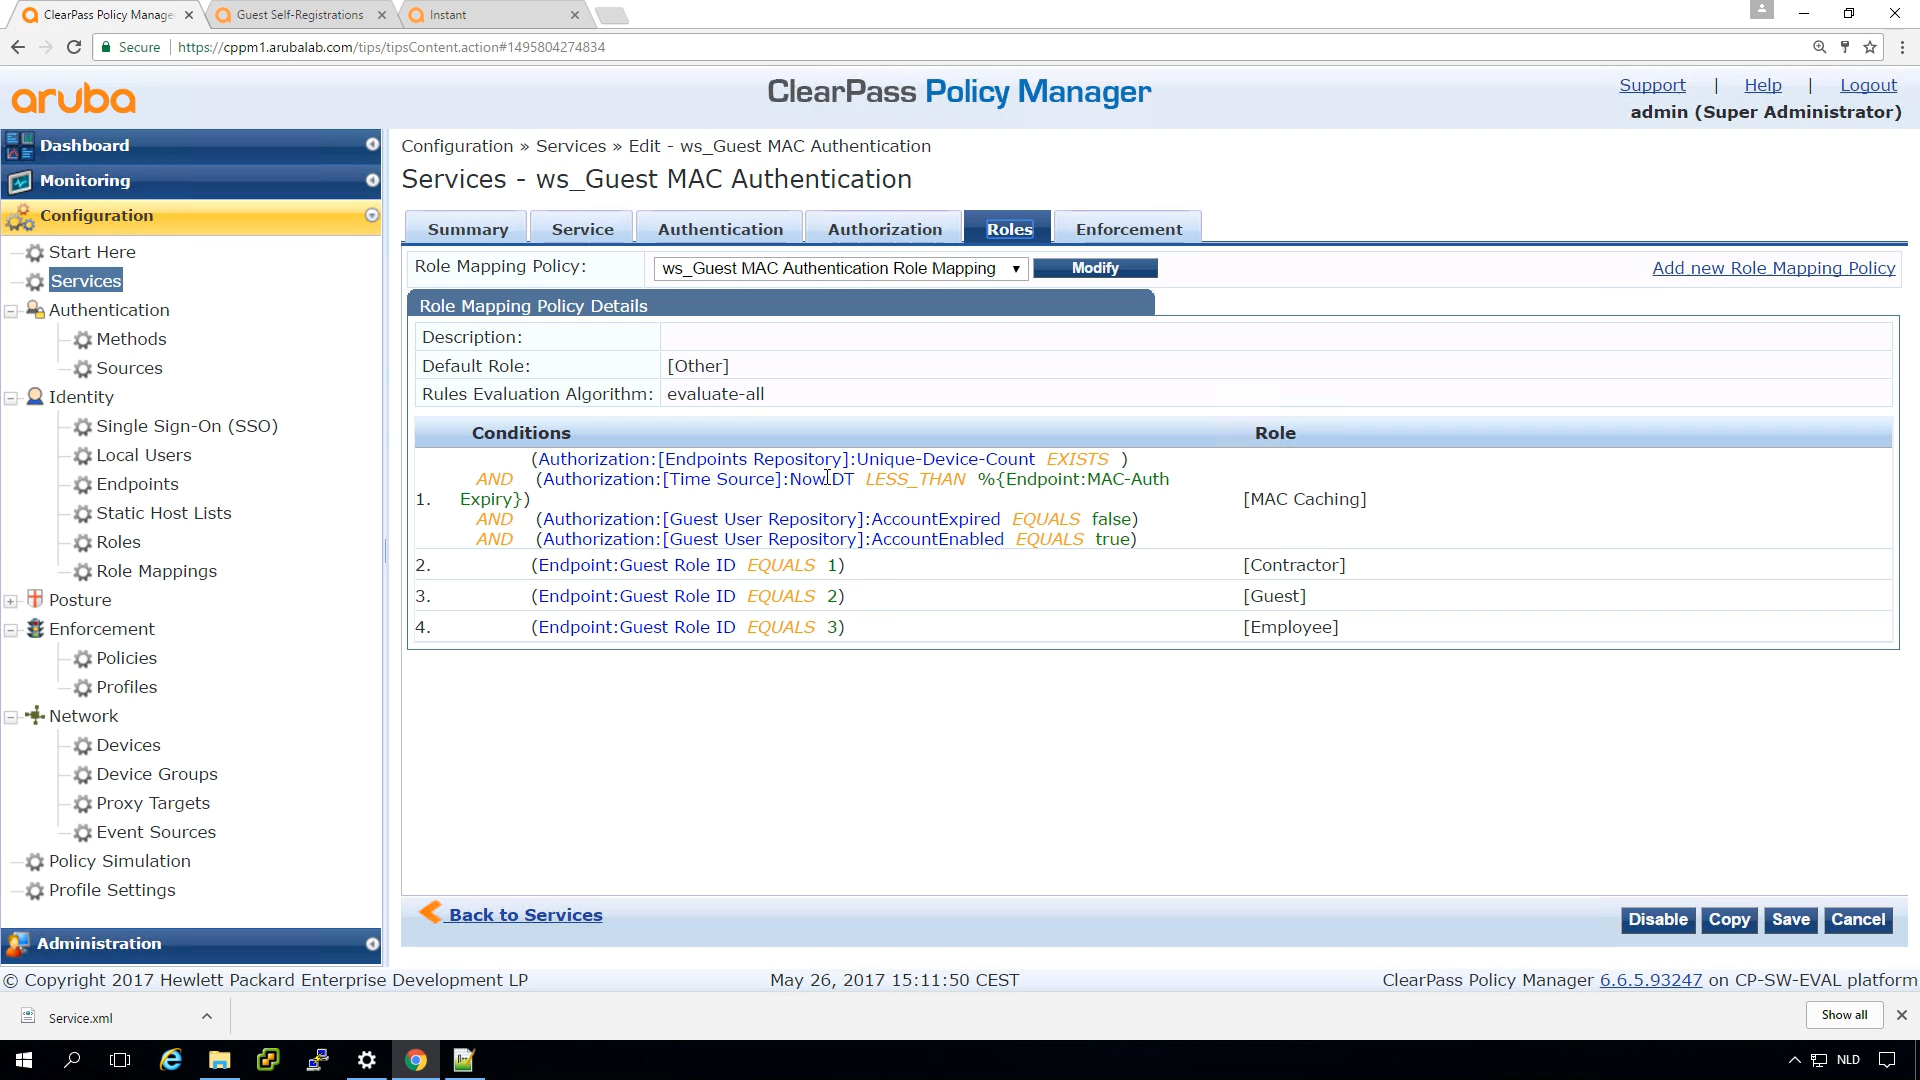 ClearPass Policy Manage
Guest Self-Registrations
Instant
Secure
https://cppm1.arubalab.com/tips/tipsContent.action#1495804274834
aruba
ClearPass Policy Manager
Support | Help | Logout
admin (Super Administrator)
Dashboard
Monitoring
Configuration
Start Here
Services
Authentication
Methods
Sources
Identity
Single Sign-On (SSO)
Local Users
Endpoints
Static Host Lists
Roles
Role Mappings
Posture
Enforcement
Policies
Profiles
Network
Devices
Device Groups
Proxy Targets
Event Sources
Policy Simulation
Profile Settings
Administration
Configuration » Services » Edit - ws_Guest MAC Authentication
Services - ws_Guest MAC Authentication
Summary Service Authentication Authorization Roles Enforcement
Role Mapping Policy: ws_Guest MAC Authentication Role Mapping Modify Add new Role Mapping Policy
Role Mapping Policy Details
Description:
Default Role: [Other]
Rules Evaluation Algorithm: evaluate-all
Conditions Role
(Authorization:[Endpoints Repository]:Unique-Device-Count EXISTS )
AND (Authorization:[Time Source]:Now DT LESS_THAN %{Endpoint:MAC-Auth
1. Expiry}) [MAC Caching]
AND (Authorization:[Guest User Repository]:AccountExpired EQUALS false)
AND (Authorization:[Guest User Repository]:AccountEnabled EQUALS true)
2. (Endpoint:Guest Role ID EQUALS 1) [Contractor]
3. (Endpoint:Guest Role ID EQUALS 2) [Guest]
4. (Endpoint:Guest Role ID EQUALS 3) [Employee]
Back to Services
Disable Copy Save Cancel
© Copyright 2017 Hewlett Packard Enterprise Development LP May 26, 2017 15:11:50 CEST ClearPass Policy Manager 6.6.5.93247 on CP-SW-EVAL platform
Service.xml
Show all
NLD